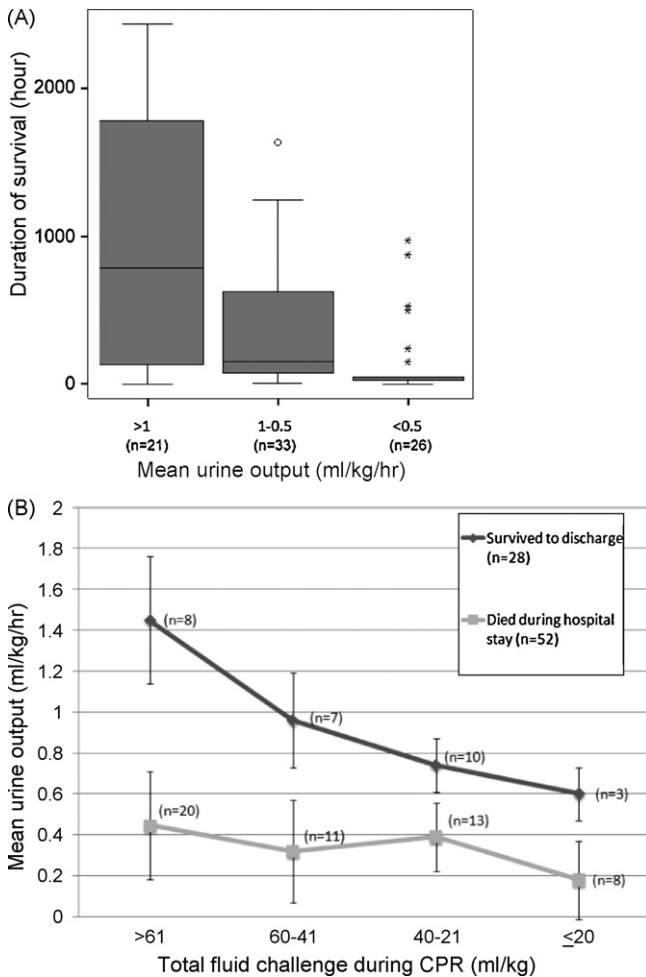 (A)
Duration of survival (hour)
2000
1000
0
>1
(n=21)
1-0.5
(n=33)
<0.5
(n=26)
Mean urine output (ml/kg/hr)
(B)
Mean urine output (ml/kg/hr)
2
1.8
1.6
1.4
1.2
1
0.8
0.6
0.4
0.2
0
Survived to discharge
(n=28)
Died during hospital
stay (n=52)
(n=8)
(n=7)
(n=10)
(n=3)
(n=20)
(n=11)
(n=13)
(n=8)
>61
60-41
40-21
≤20
Total fluid challenge during CPR (ml/kg)